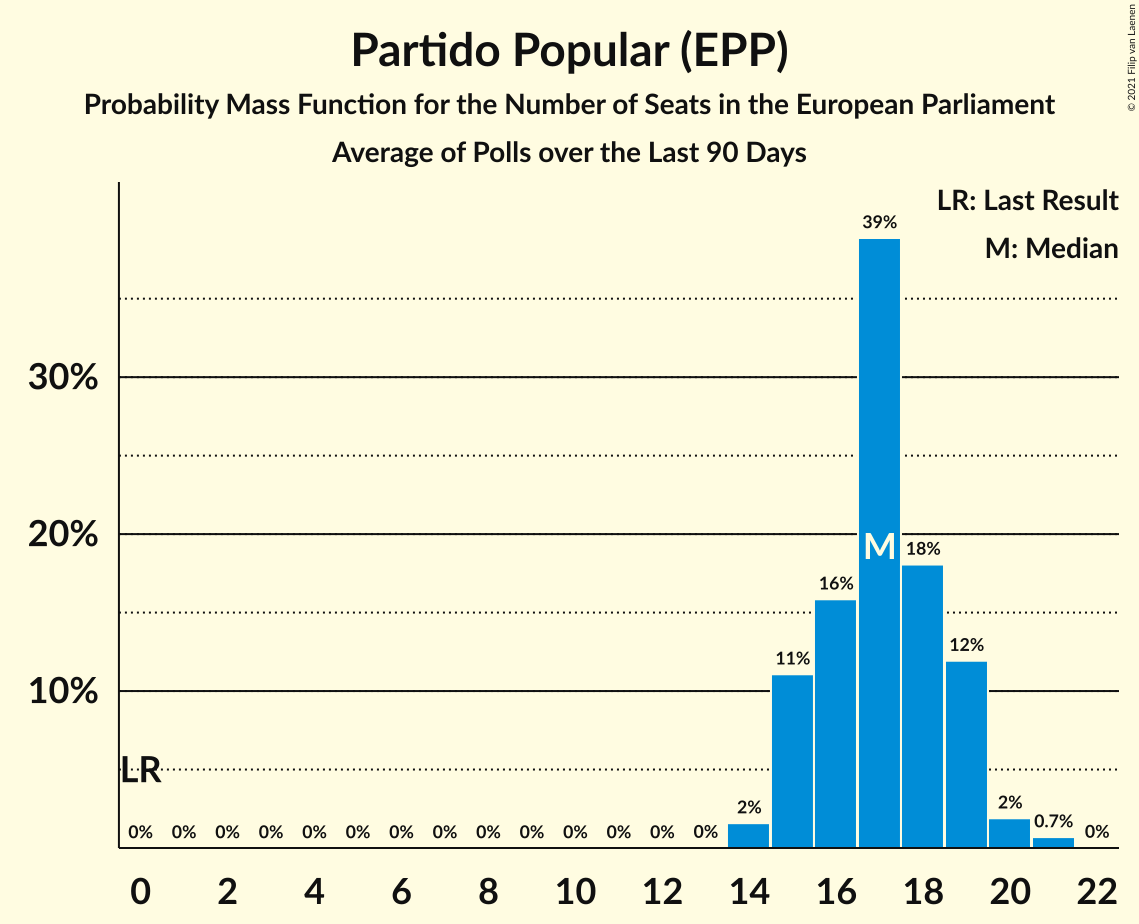 Partido Popular (EPP)
Probability Mass Function for the Number of Seats in the European Parliament
Average of Polls over the Last 90 Days
© 2021 Filip van Laenen
LR: Last Result
M: Median
39%
30%
20%
M
18%
16%
12%
11%
10%
LR
2%
2%
0.7%
0% 0% 0% 0% 0% 0% 0% 0% 0% 0% 0% 0% 0% 0% 0%
0 2 4 6 8 10 12 14 16 18 20 22